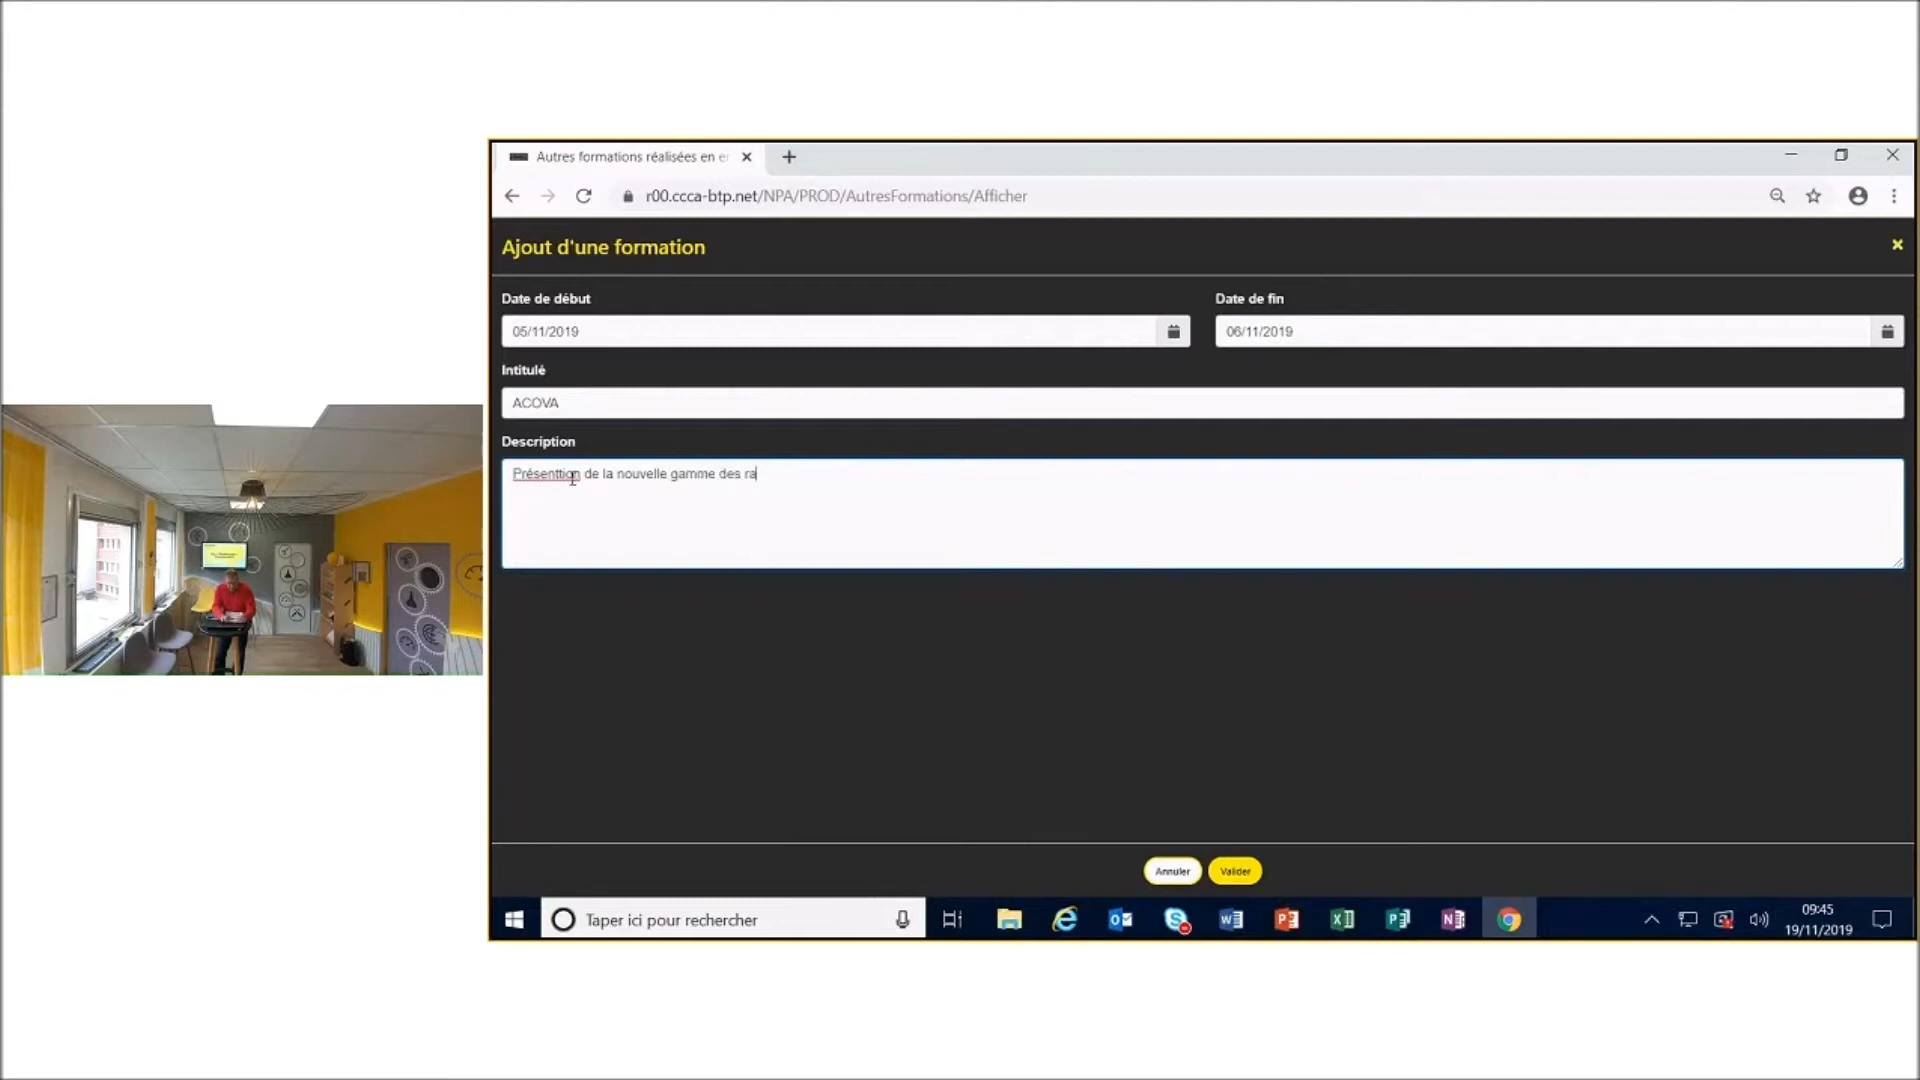 Autres formations réalisées en er
r00.ccca-btp.net/NPA/PROD/AutresFormations/Afficher
Ajout d'une formation
Date de début
Date de fin
05/11/2019
06/11/2019
Intitulé
ACOVA
Description
Présenttion de la nouvelle gamme des ra
Annuler
Valider
Taper ici pour rechercher
09:45
19/11/2019